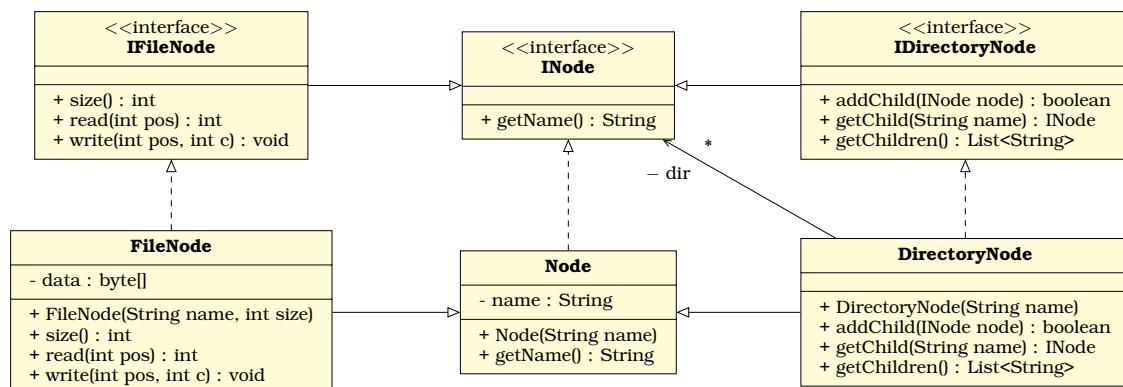 <<interface>>
IFileNode
+ size() : int
+ read(int pos) : int
+ write(int pos, int c) : void
<<interface>>
INode
+ getName() : String
<<interface>>
IDirectoryNode
+ addChild(INode node) : boolean
+ getChild(String name) : INode
+ getChildren() : List<String>
*
− dir
FileNode
- data : byte[]
+ FileNode(String name, int size)
+ size() : int
+ read(int pos) : int
+ write(int pos, int c) : void
Node
- name : String
+ Node(String name)
+ getName() : String
DirectoryNode
+ DirectoryNode(String name)
+ addChild(INode node) : boolean
+ getChild(String name) : INode
+ getChildren() : List<String>